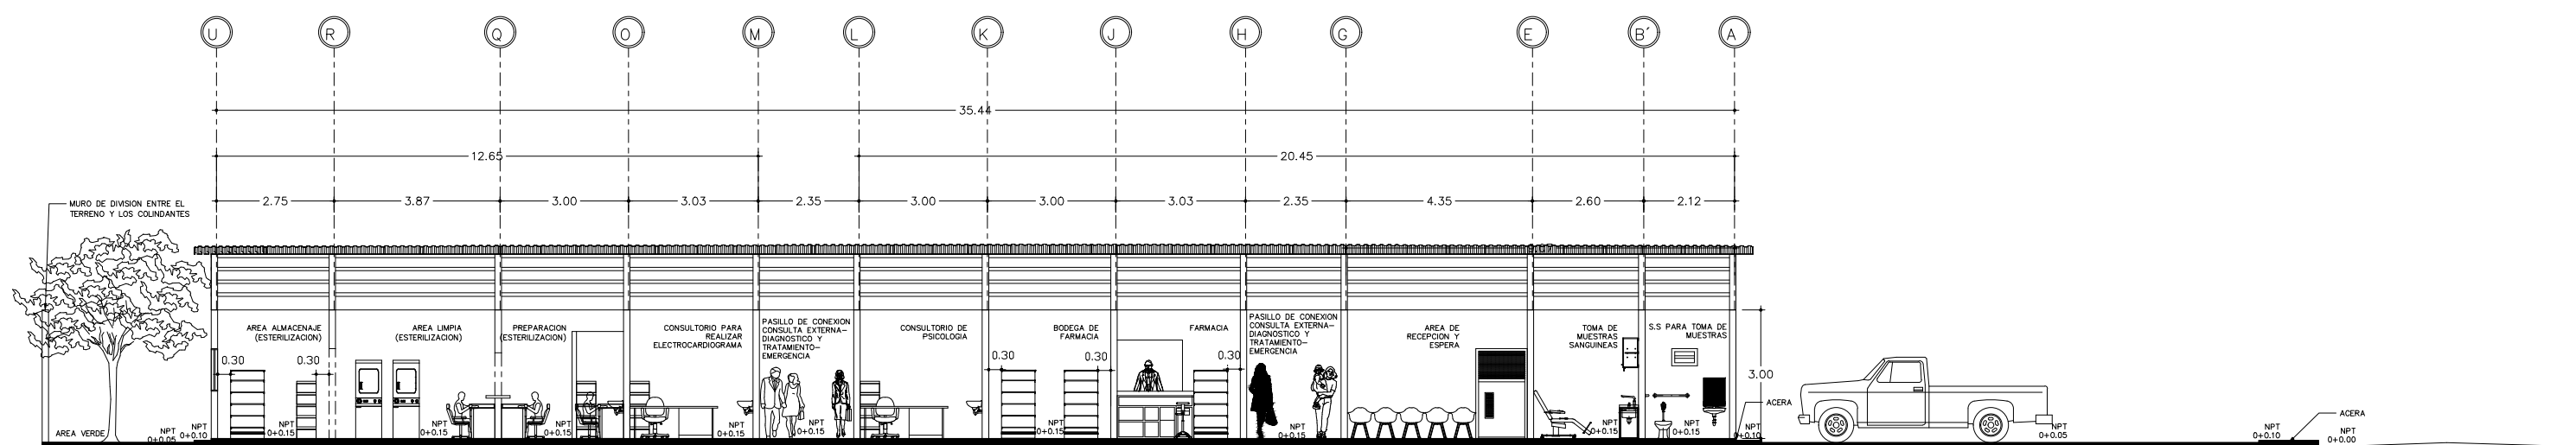 U R Q O M L K J H G E B´ A
35.44
12.65 20.45
2.75 3.87 3.00 3.03 2.35 3.00 3.00 3.03 2.35 4.35 2.60 2.12
MURO DE DIVISION ENTRE EL
TERRENO Y LOS COLINDANTES
AREA ALMACENAJE
(ESTERILIZACION)
AREA LIMPIA
(ESTERILIZACION)
PREPARACION
(ESTERILIZACION)
CONSULTORIO PARA
REALIZAR
ELECTROCARDIOGRAMA
PASILLO DE CONEXION
CONSULTA EXTERNA-
DIAGNOSTICO Y
TRATAMIENTO-
EMERGENCIA
CONSULTORIO DE
PSICOLOGIA
BODEGA DE
FARMACIA
FARMACIA
PASILLO DE CONEXION
CONSULTA EXTERNA-
DIAGNOSTICO Y
TRATAMIENTO-
EMERGENCIA
AREA DE
RECEPCION Y
ESPERA
TOMA DE
MUESTRAS
SANGUINEAS
S.S PARA TOMA DE
MUESTRAS
0.30 0.30 0.30 0.30 0.30
3.00
ACERA
ACERA
AREA VERDE
NPT
0+0.05
NPT
0+0.10
NPT
0+0.15
NPT
0+0.15
NPT
0+0.15
NPT
0+0.15
NPT
0+0.15
NPT
0+0.15
NPT
0+0.15
NPT
0+0.15
NPT
0+0.15
NPT
0+0.10
NPT
0+0.05
NPT
0+0.10
NPT
0+0.00